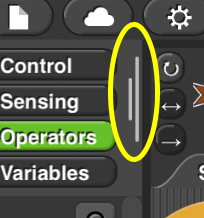 Control
Sensing
Operators
Variables